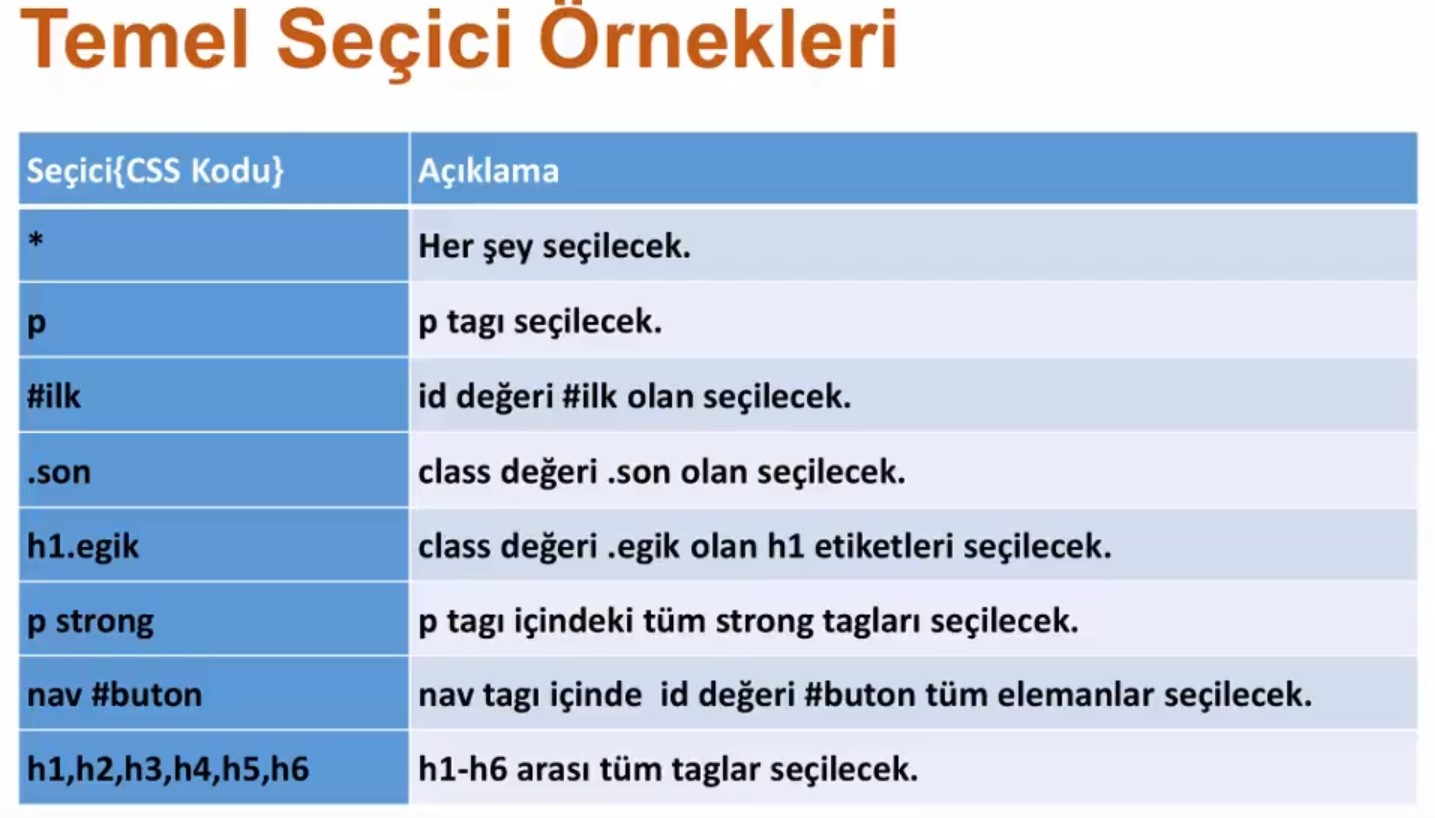 Temel Seçici Örnekleri
Seçici{CSS Kodu} Açıklama
* Her şey seçilecek.
p p tagı seçilecek.
#ilk id değeri #ilk olan seçilecek.
.son class değeri .son olan seçilecek.
h1.egik class değeri .egik olan h1 etiketleri seçilecek.
p strong p tagı içindeki tüm strong tagları seçilecek.
nav #buton nav tagı içinde id değeri #buton tüm elemanlar seçilecek.
h1,h2,h3,h4,h5,h6 h1-h6 arası tüm taglar seçilecek.